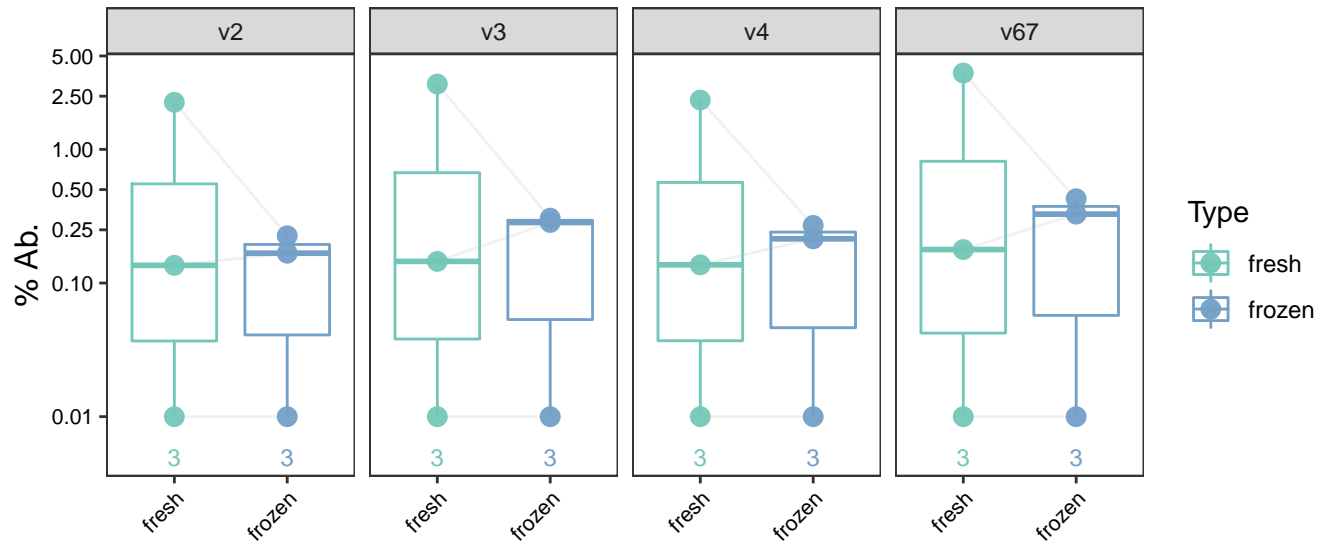 v2 v3 v4 v67
% Ab.
5.00
2.50
1.00
0.50
0.25
0.10
0.01
3 3 3 3 3 3 3 3
fresh frozen fresh frozen fresh frozen fresh frozen
Type
fresh
frozen